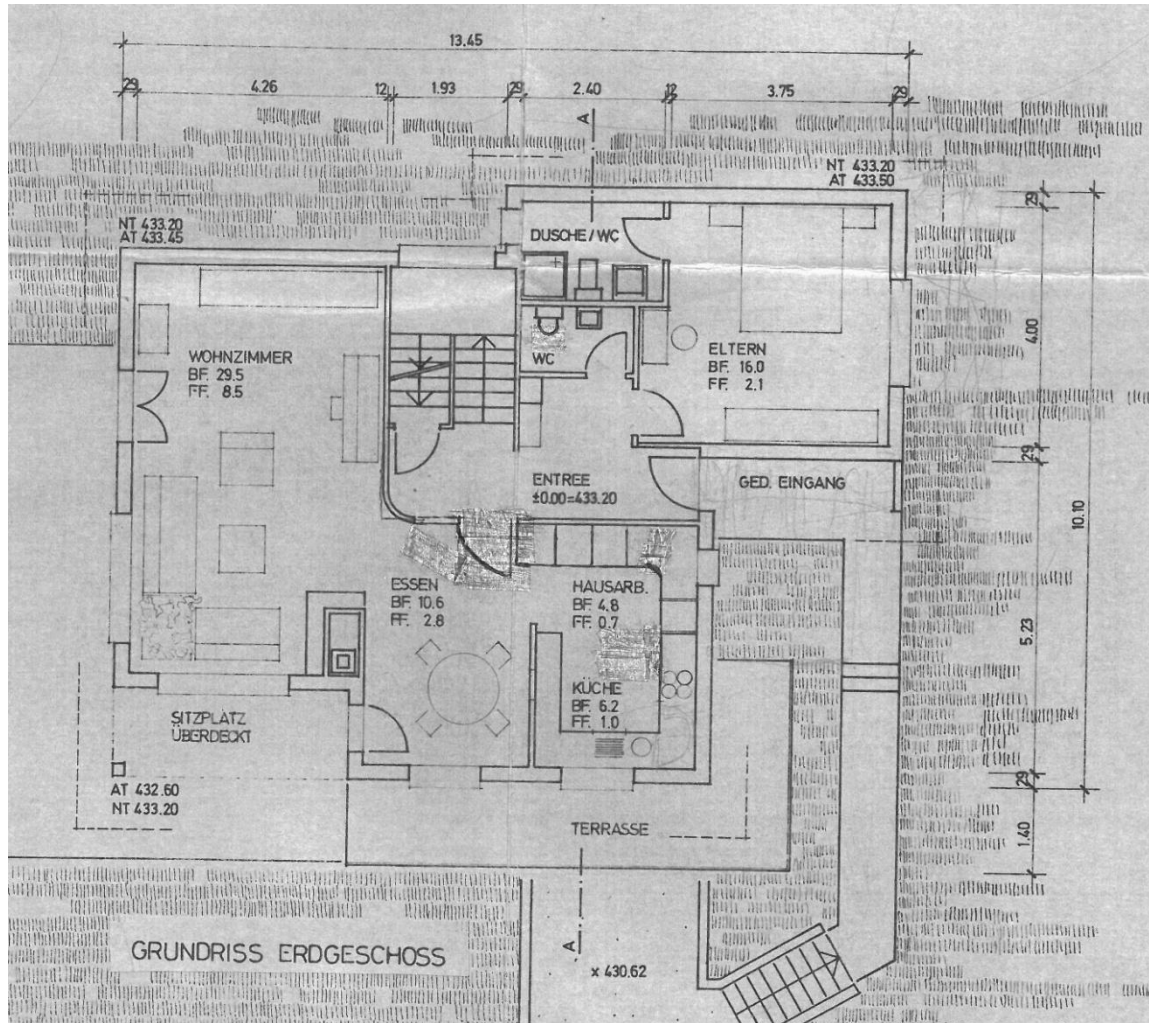 13.45
29 4.26 12 1.93 29 2.40 12 3.75 29
A
NT 433.20
AT 433.50
NT 433.20
AT 433.45
29
DUSCHE/WC
4.00
WOHNZIMMER
BF. 29.5
FF. 8.5
WC
ELTERN
BF. 16.0
FF. 2.1
29
ENTREE
±0.00=433.20
GED. EINGANG
10.10
ESSEN
BF. 10.6
FF. 2.8
HAUSARB.
BF. 4.8
FF. 0.7
5.23
KÜCHE
BF. 6.2
FF. 1.0
SITZPLATZ
ÜBERDECKT
AT 432.60
NT 433.20
29
TERRASSE
1.40
GRUNDRISS ERDGESCHOSS
A
x 430.62